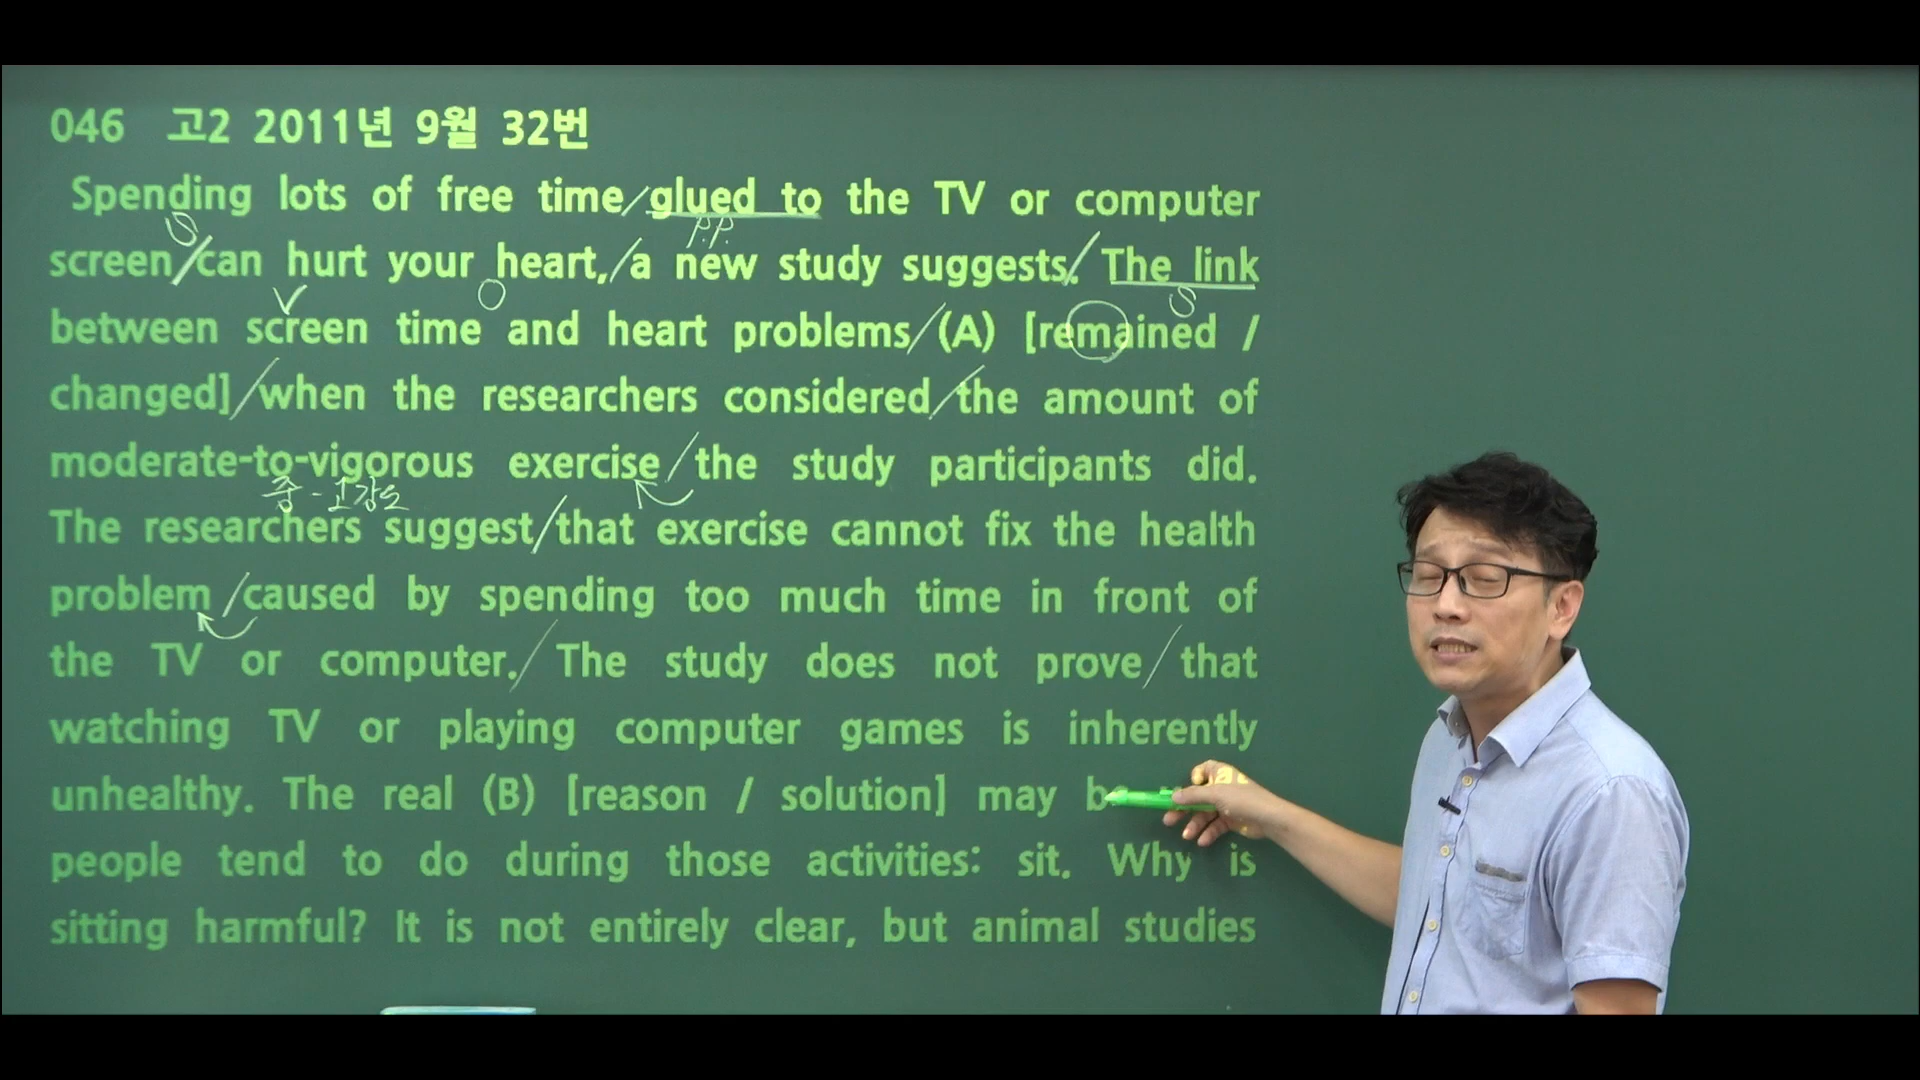 046 고2 2011년 9월 32번
Spending lots of free time glued to the TV or computer
S
P.P.
screen can hurt your heart, a new study suggests. The link
V
O
S
between screen time and heart problems (A) [remained /
changed] when the researchers considered the amount of
moderate-to-vigorous exercise the study participants did.
중-고강도
The researchers suggest that exercise cannot fix the health
problem caused by spending too much time in front of
the TV or computer. The study does not prove that
watching TV or playing computer games is inherently
unhealthy. The real (B) [reason / solution] may
people tend to do during those activities: sit. Why is
sitting harmful? It is not entirely clear, but animal studies